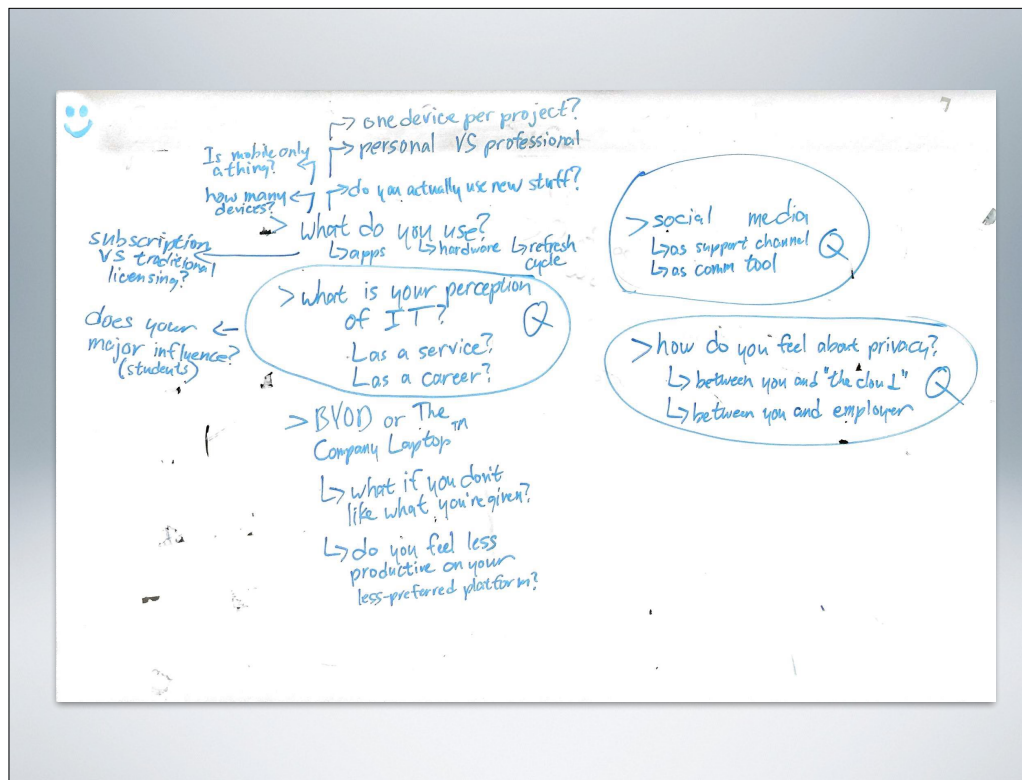 → one device per project?
→ personal VS professional
Is mobile only
a thing?
how many
devices?
→ do you actually use new stuff?
> What do you use?
↳ apps ↳ hardware ↳ refresh
cycle
subscription
VS traditional
licensing?
> what is your perception
of IT? Q
↳ as a service?
↳ as a career?
does your ←
major influence?
(students)
> BYOD or The
Company Laptop TM
↳ what if you don't
like what you're given?
↳ do you feel less
productive on your
less-preferred platform?
> social media
↳ as support channel Q
↳ as comm tool
> how do you feel about privacy?
↳ between you and "the cloud" Q
↳ between you and employer